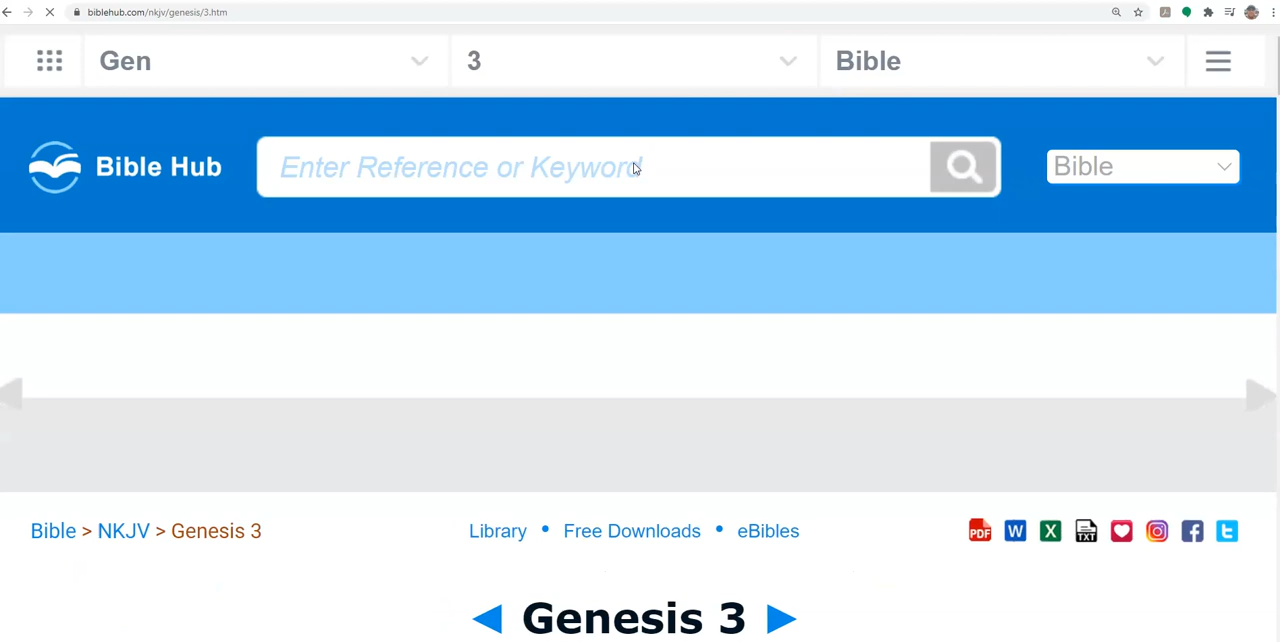 biblehub.com/nkjv/genesis/3.htm
Gen 3 Bible
Bible Hub Enter Reference or Keyword Bible
Bible > NKJV > Genesis 3 Library • Free Downloads • eBibles PDF W X TXT
Genesis 3